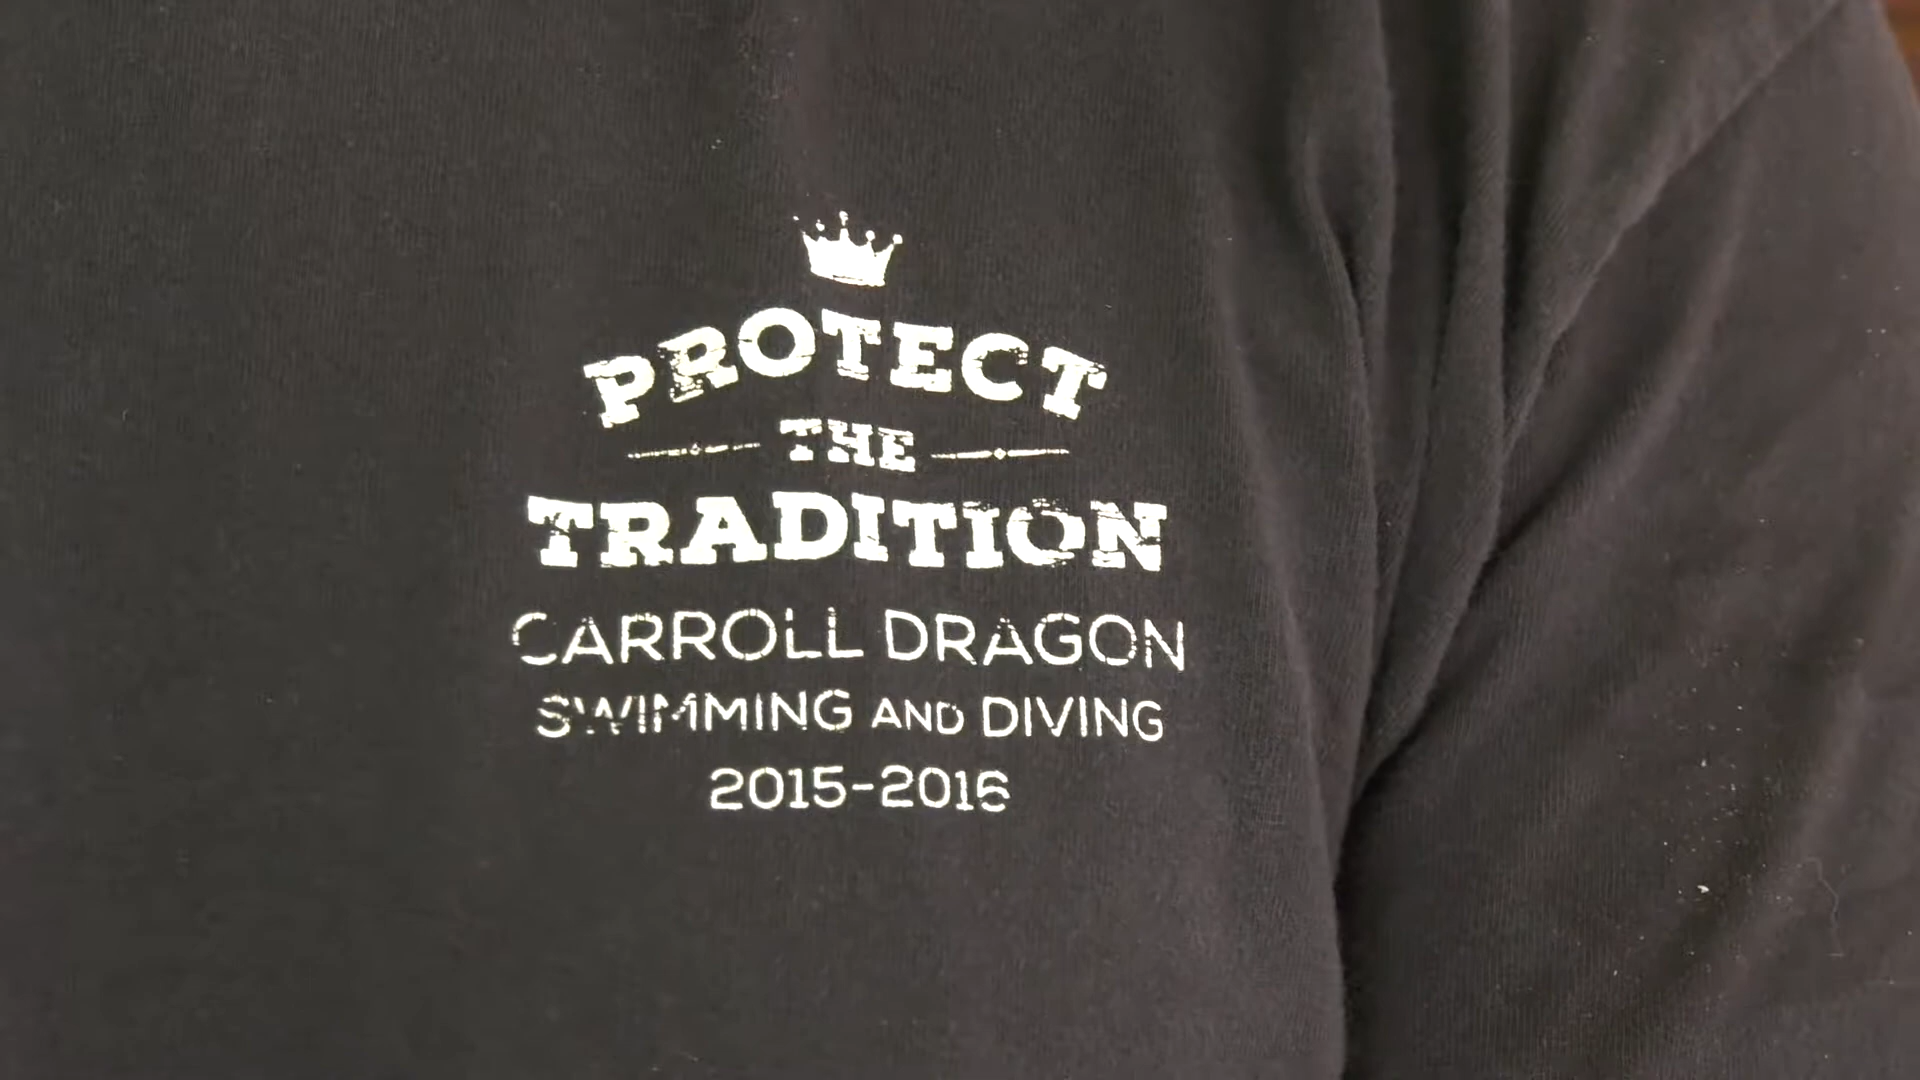 PROTECT
THE
TRADITION
CARROLL DRAGON
SWIMMING AND DIVING
2015-2016